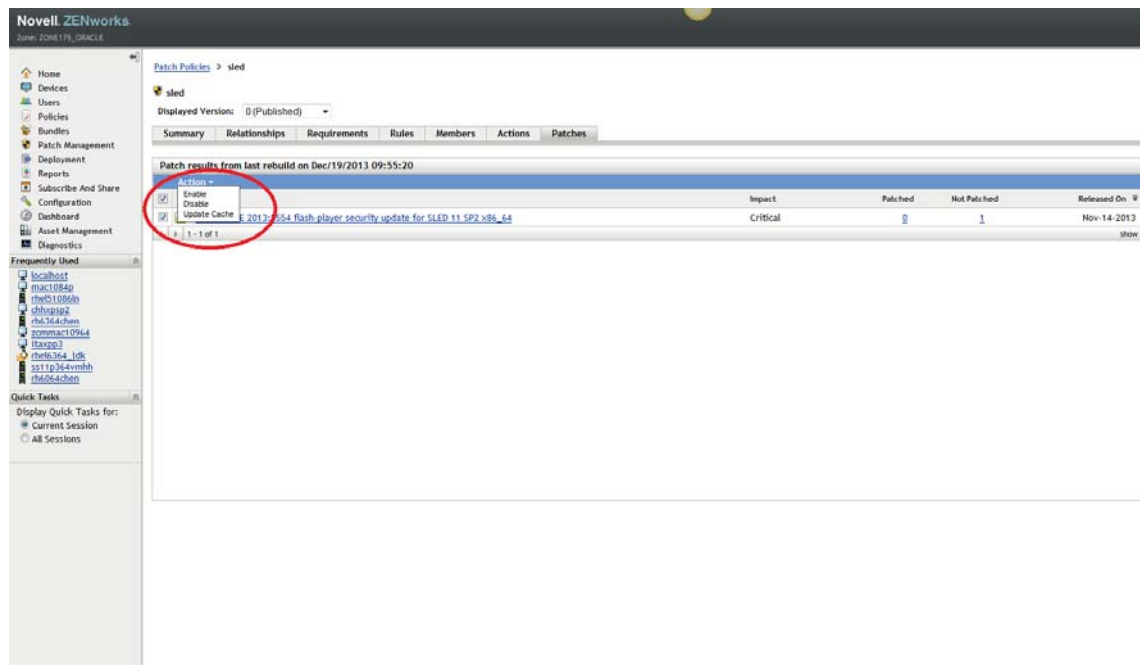 Novell. ZENworks.
Zone: ZONE175_ORACLE
Home
Devices
Users
Policies
Bundles
Patch Management
Deployment
Reports
Subscribe And Share
Configuration
Dashboard
Asset Management
Diagnostics
Frequently Used
localhost
mac1084p
rhel51086ln
chhxpsp2
rh6364chen
zcmmac10964
itaxpp3
rhel6364_jdk
ss11p364vmhh
rh6064chen
Quick Tasks
Display Quick Tasks for:
Current Session
All Sessions
Patch Policies > sled
sled
Displayed Version: 0 (Published)
Summary Relationships Requirements Rules Members Actions Patches
Patch results from last rebuild on Dec/19/2013 09:55:20
Action
Enable
Disable
Update Cache
Impact Patched Not Patched Released On
2013: flash-player security update for SLED 11 SP2 x86_64 Critical 0 1 Nov-14-2013
1 - 1 of 1 show